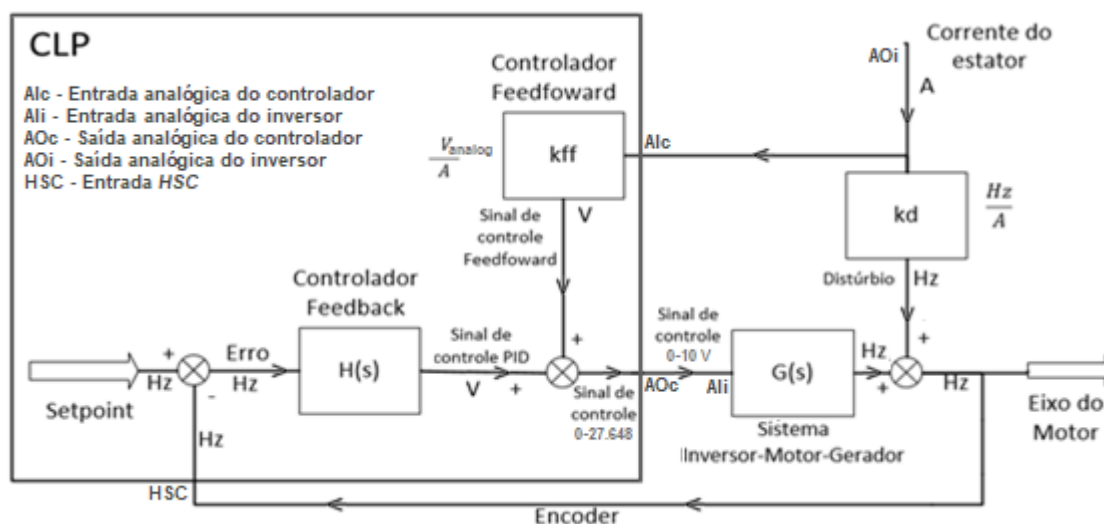 CLP
AIc - Entrada analógica do controlador
AIi - Entrada analógica do inversor
AOc - Saída analógica do controlador
AOi - Saída analógica do inversor
HSC - Entrada HSC
Controlador
Feedfoward
V_analog
A
kff
AIc
AOi
Corrente do
estator
A
kd
Hz
A
Sinal de
controle
Feedfoward
V
Distúrbio
Hz
Controlador
Feedback
Setpoint
+
Hz
-
Hz
Erro
Hz
H(s)
Sinal de
controle PID
V
+
+
Sinal de
controle
0-27.648
Sinal de
controle
0-10 V
AOc
AIi
G(s)
Sistema
Inversor-Motor-Gerador
Hz
+
+
Hz
Eixo do
Motor
HSC
Encoder